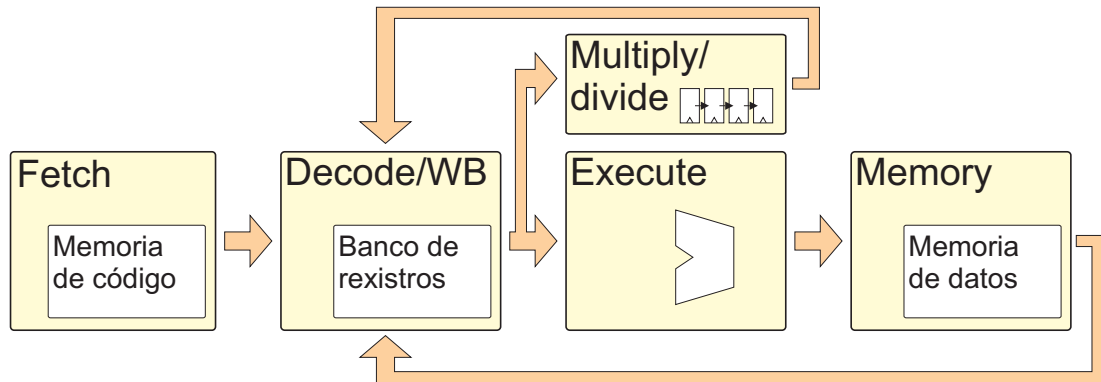 Multiply/
divide
Fetch
Memoria
de código
Decode/WB
Banco de
rexistros
Execute
Memory
Memoria
de datos